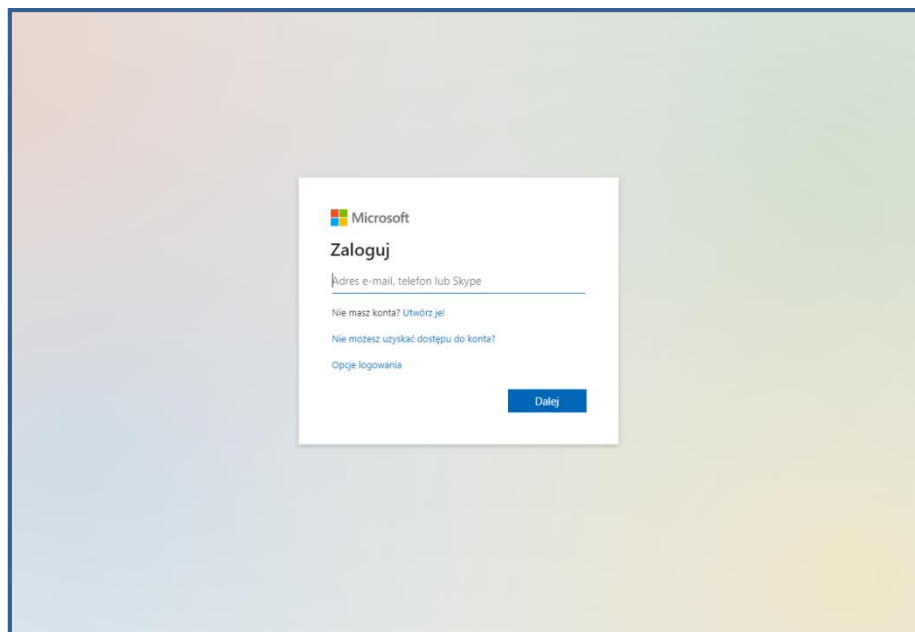 Microsoft
Zaloguj
Adres e-mail, telefon lub Skype
Nie masz konta? Utwórz je!
Nie możesz uzyskać dostępu do konta?
Opcje logowania
Dalej